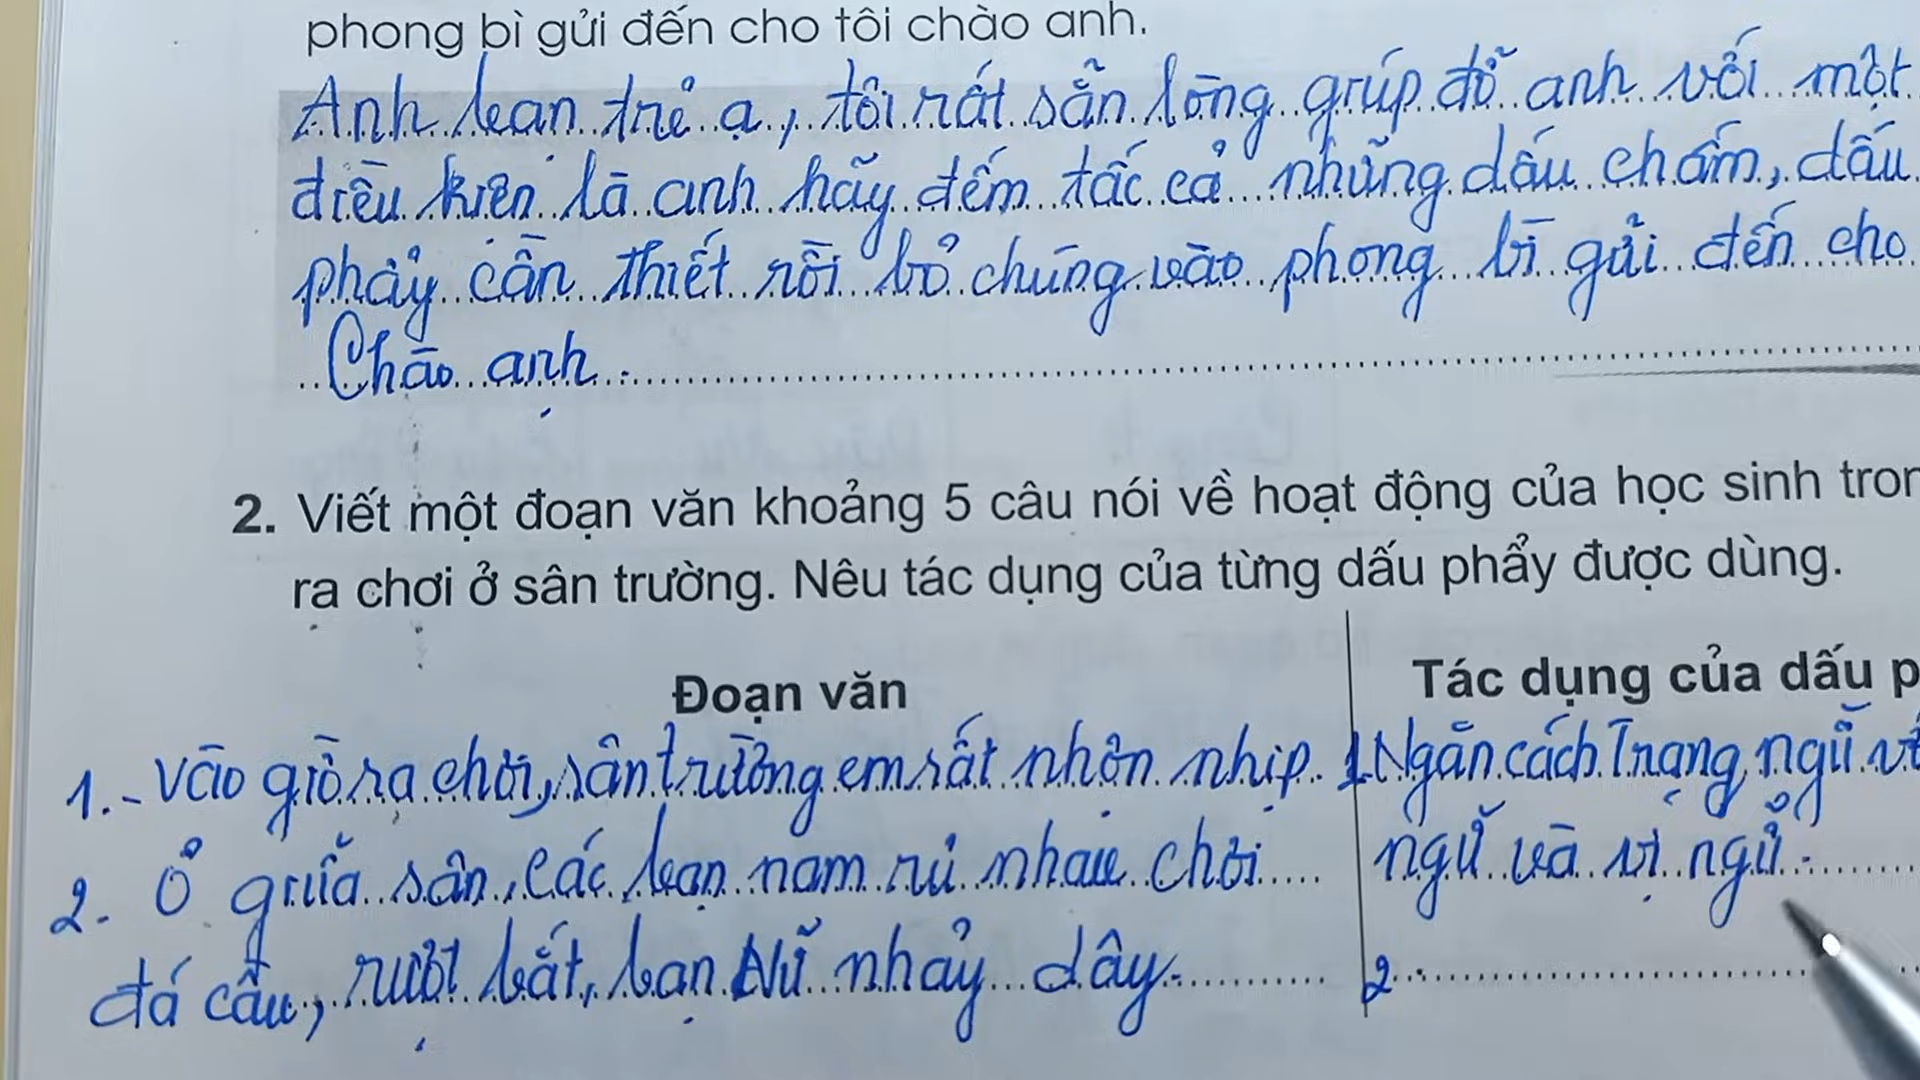 phong bì gửi đến cho tôi chào anh.
Anh bạn trẻ ạ, tôi rất sẵn lòng giúp đỡ anh với một
điều kiện là anh hãy đếm tất cả những dấu chấm, dấu
phảy cần thiết rồi bỏ chúng vào phong bì gửi đến cho
Chào anh.
2. Viết một đoạn văn khoảng 5 câu nói về hoạt động của học sinh tron
ra chơi ở sân trường. Nêu tác dụng của từng dấu phẩy được dùng.
Đoạn văn
Tác dụng của dấu p
1. - Vào giờ ra chơi, sân trường em rất nhộn nhịp.
2. Ở giữa sân, các bạn nam rủ nhau chơi
đá cầu, rượt bắt, bạn Nữ nhảy dây.
1 Ngăn cách Trạng ngữ vớ
ngữ và vị ngữ.
2